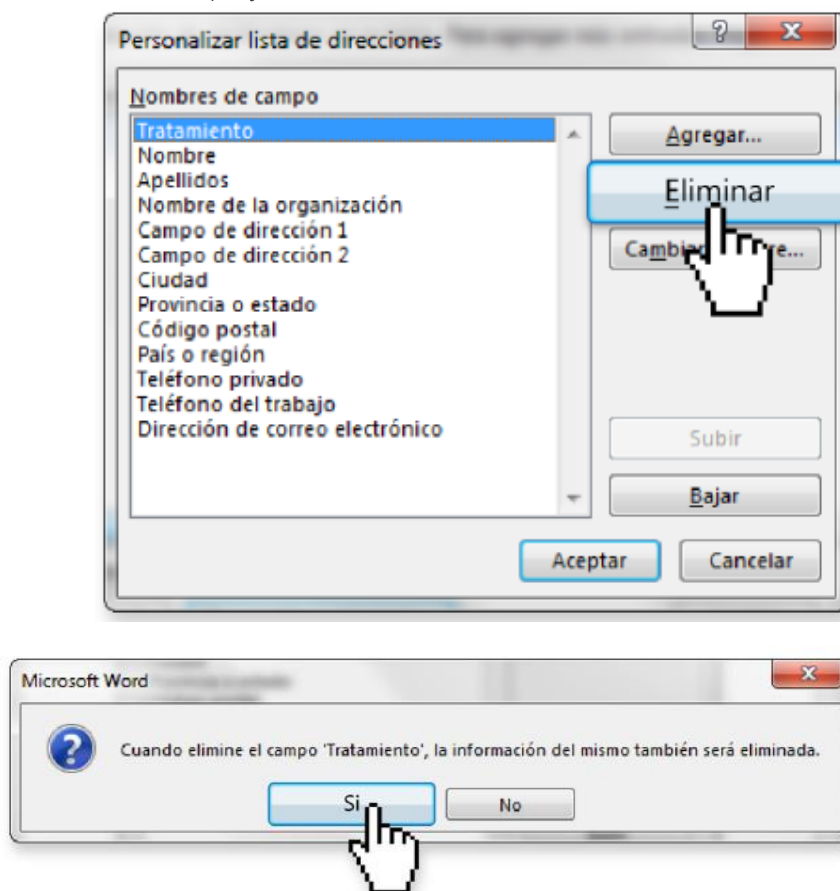 Personalizar lista de direcciones
Nombres de campo
Tratamiento
Nombre
Apellidos
Nombre de la organización
Campo de dirección 1
Campo de dirección 2
Ciudad
Provincia o estado
Código postal
País o región
Teléfono privado
Teléfono del trabajo
Dirección de correo electrónico
Agregar...
Eliminar
Subir
Bajar
Aceptar
Cancelar
Microsoft Word
Cuando elimine el campo 'Tratamiento', la información del mismo también será eliminada.
Si
No